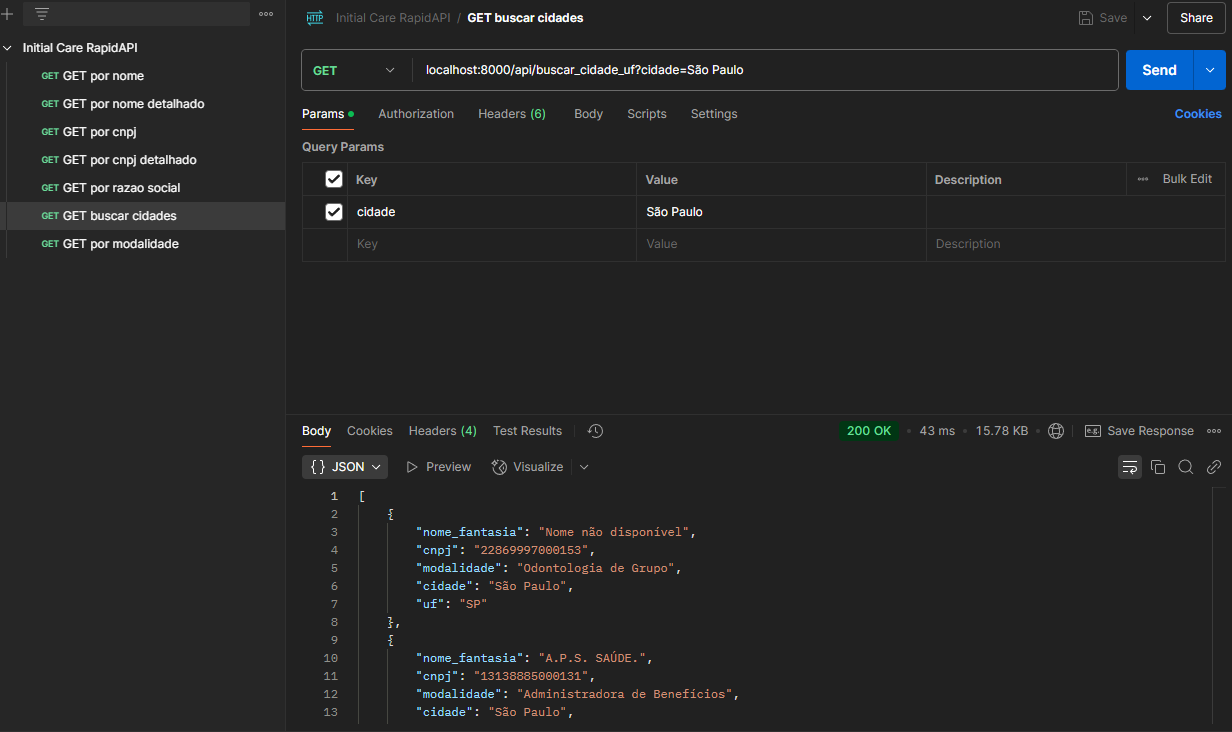 Initial Care RapidAPI / GET buscar cidades
Save
Share
Initial Care RapidAPI
GET GET por nome
GET GET por nome detalhado
GET GET por cnpj
GET GET por cnpj detalhado
GET GET por razao social
GET GET buscar cidades
GET GET por modalidade
GET localhost:8000/api/buscar_cidade_uf?cidade=São Paulo Send
Params Authorization Headers (6) Body Scripts Settings Cookies
Query Params
Key Value Description Bulk Edit
cidade São Paulo
Key Value Description
Body Cookies Headers (4) Test Results 200 OK 43 ms 15.78 KB e.g. Save Response
{} JSON Preview Visualize
1 [
2 {
3 "nome_fantasia": "Nome não disponivel",
4 "cnpj": "22869997000153",
5 "modalidade": "Odontologia de Grupo",
6 "cidade": "São Paulo",
7 "uf": "SP"
8 },
9 {
10 "nome_fantasia": "A.P.S. SAÚDE.",
11 "cnpj": "13138885000131",
12 "modalidade": "Administradora de Benefícios",
13 "cidade": "São Paulo",